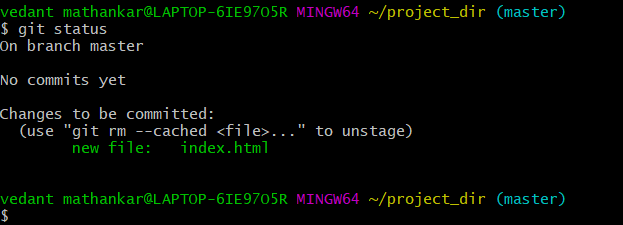 vedant mathankar@LAPTOP-6IE97O5R MINGW64 ~/project_dir (master)
$ git status
On branch master
No commits yet
Changes to be committed:
(use "git rm --cached <file>..." to unstage)
new file:   index.html
vedant mathankar@LAPTOP-6IE97O5R MINGW64 ~/project_dir (master)
$